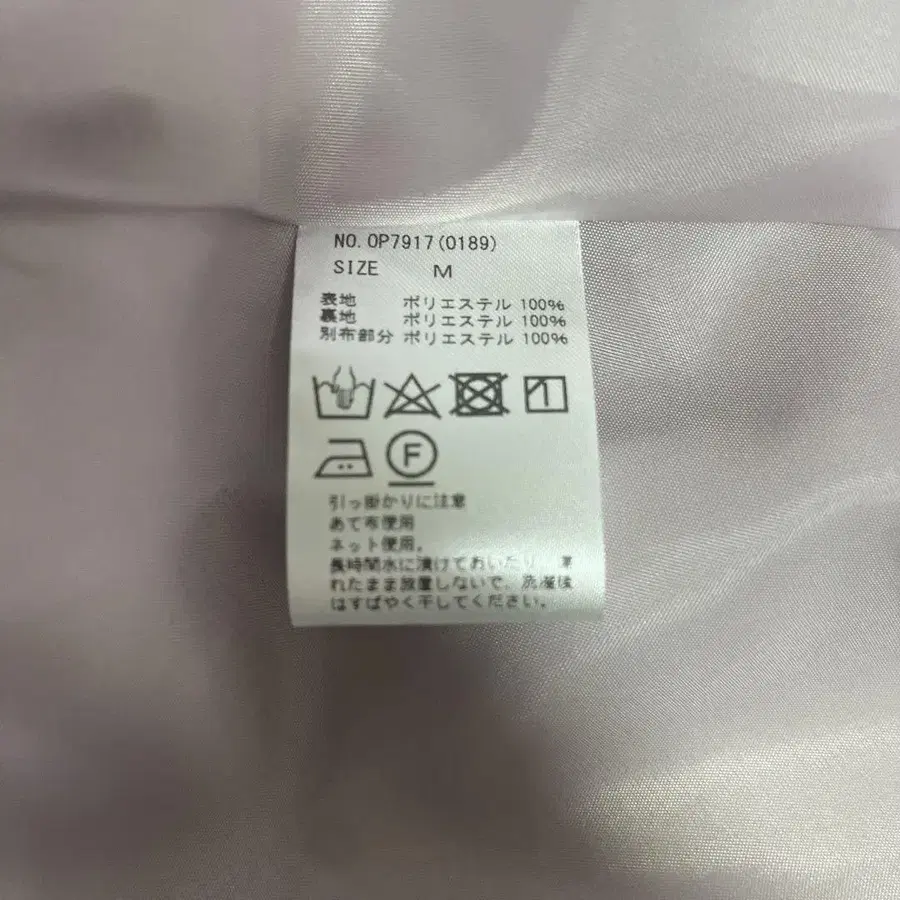 NO. OP7917(0189)
SIZE M
表地 ポリエステル 100%
裏地 ポリエステル 100%
別布部分 ポリエステル 100%
F
引っ掛かりに注意
あて布使用
ネット使用。
長時間水に漬けておいたり、濡
れたまま放置しないで、洗濯後
はすばやく干してください。